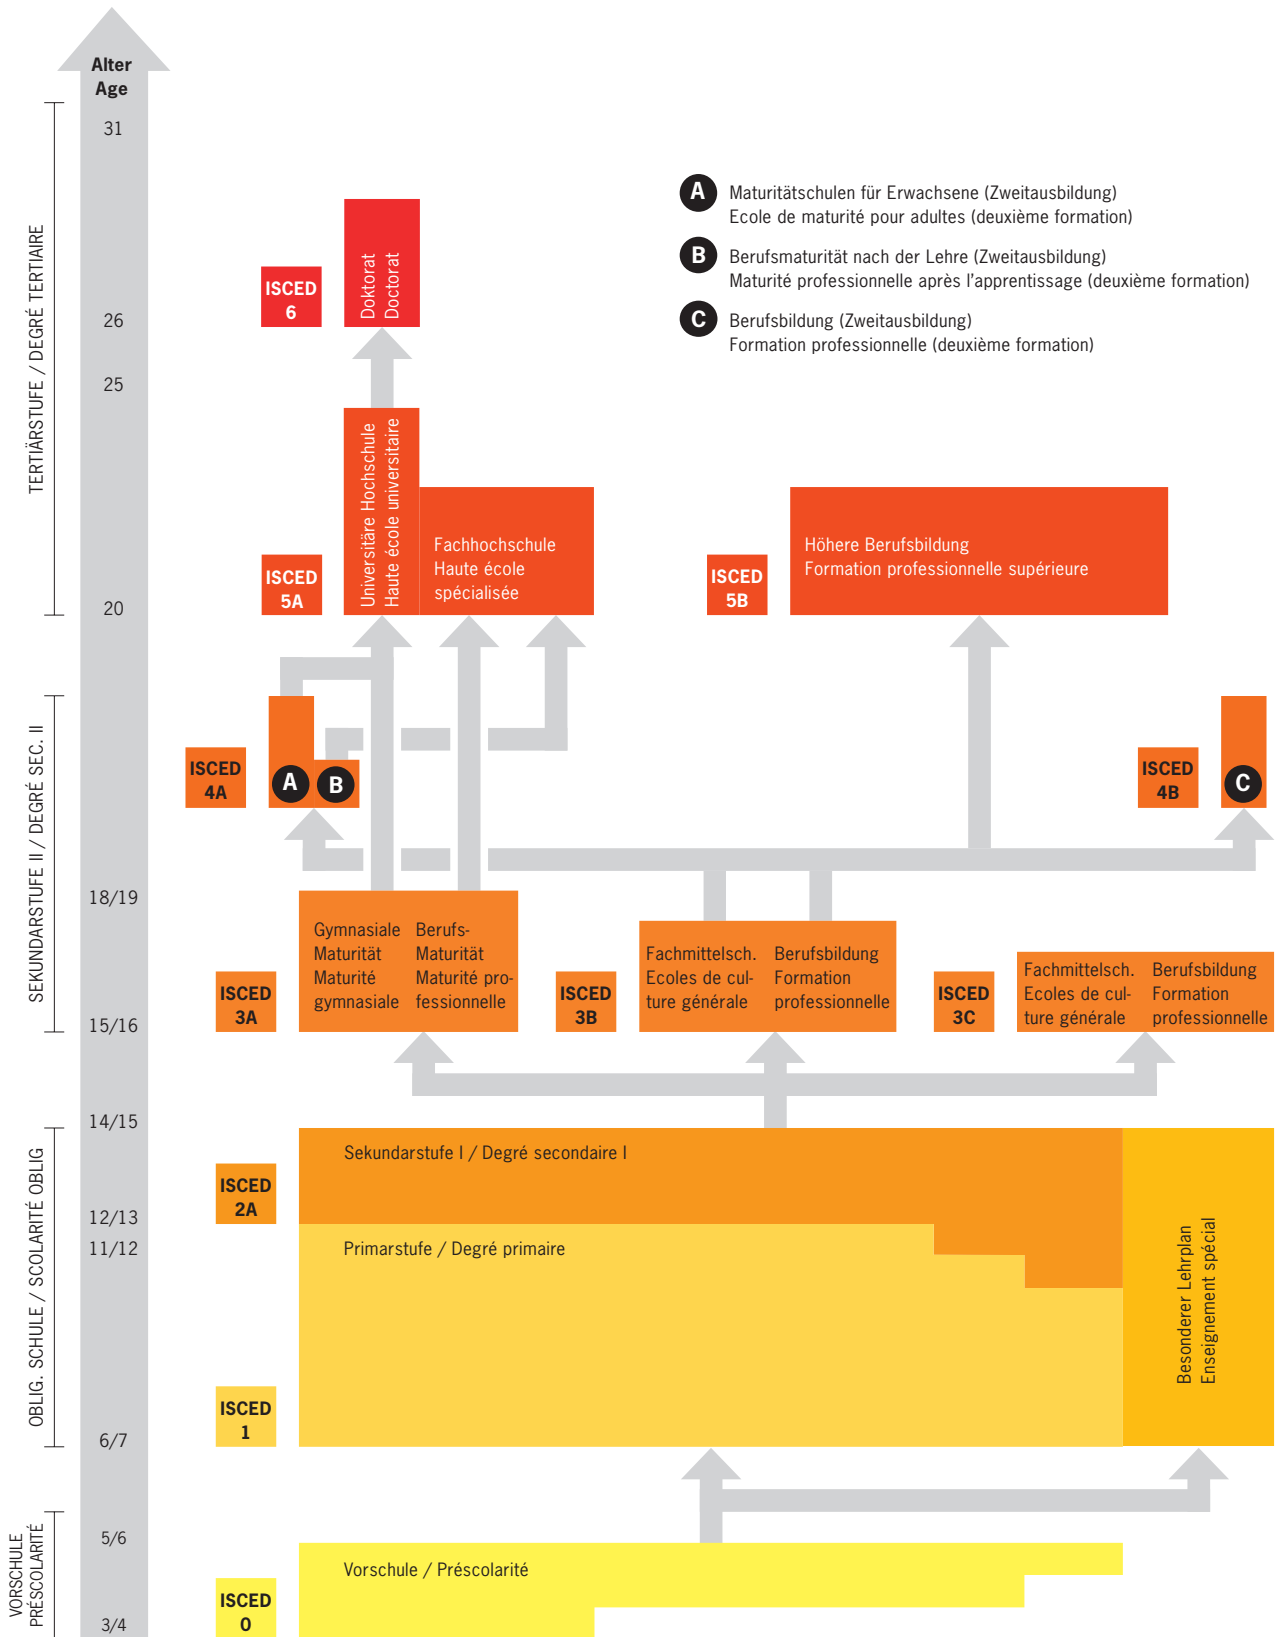 Alter
Age
31
26
25
20
18/19
15/16
14/15
12/13
11/12
6/7
5/6
3/4
TERTIÄRSTUFE / DEGRÉ TERTIAIRE
SEKUNDARSTUFE II / DEGRÉ SEC. II
OBLIG. SCHULE / SCOLARITÉ OBLIG
VORSCHULE
PRÉSCOLARITÉ
A
Maturitätschulen für Erwachsene (Zweitausbildung)
Ecole de maturité pour adultes (deuxième formation)
B
Berufsmaturität nach der Lehre (Zweitausbildung)
Maturité professionnelle après l'apprentissage (deuxième formation)
C
Berufsbildung (Zweitausbildung)
Formation professionnelle (deuxième formation)
ISCED
6
Doktorat
Doctorat
ISCED
5A
Universitäre Hochschule
Haute école universitaire
Fachhochschule
Haute école
spécialisée
ISCED
5B
Höhere Berufsbildung
Formation professionnelle supérieure
ISCED
4A
A
B
ISCED
4B
C
ISCED
3A
Gymnasiale
Maturität
Maturité
gymnasiale
Berufs-
Maturität
Maturité pro-
fessionnelle
ISCED
3B
Fachmittelsch.
Ecoles de cul-
ture générale
Berufsbildung
Formation
professionnelle
ISCED
3C
Fachmittelsch.
Ecoles de cul-
ture générale
Berufsbildung
Formation
professionnelle
ISCED
2A
Sekundarstufe I / Degré secondaire I
Primarstufe / Degré primaire
ISCED
1
Besonderer Lehrplan
Enseignement spécial
Vorschule / Préscolarité
ISCED
0